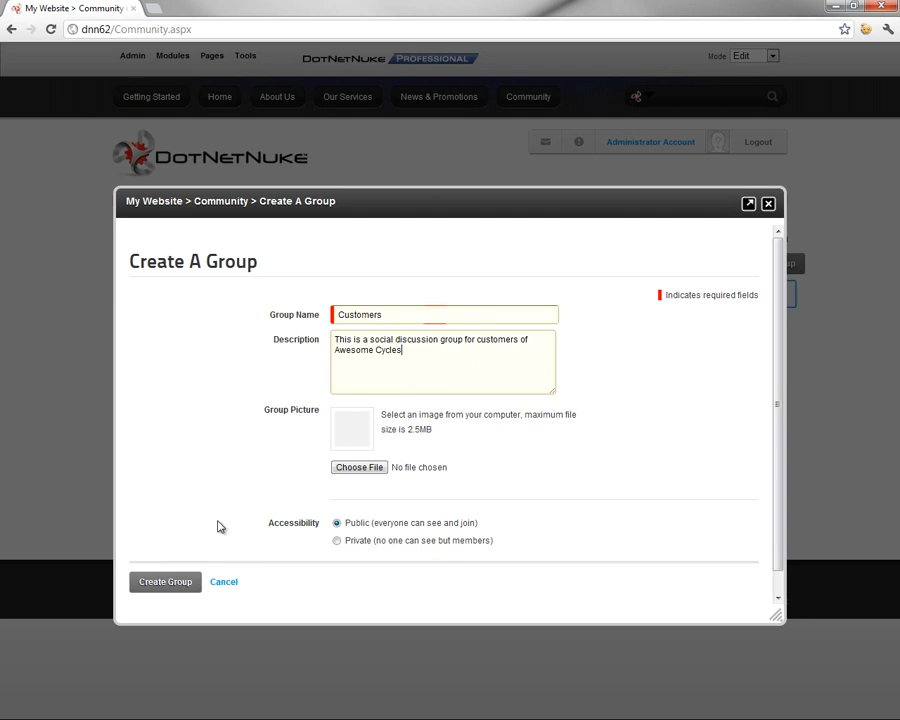 My Website > Community
dnn62/Community.aspx
Admin Modules Pages Tools
DOTNETNUKE PROFESSIONAL
Mode Edit
Getting Started Home About Us Our Services News & Promotions Community
DOTNETNUKE
Administrator Account Logout
My Website > Community > Create A Group
Create A Group
Indicates required fields
Group Name Customers
Description This is a social discussion group for customers of
Awesome Cycles
Group Picture Select an image from your computer, maximum file
size is 2.5MB
Choose File No file chosen
Accessibility Public (everyone can see and join)
Private (no one can see but members)
Create Group Cancel